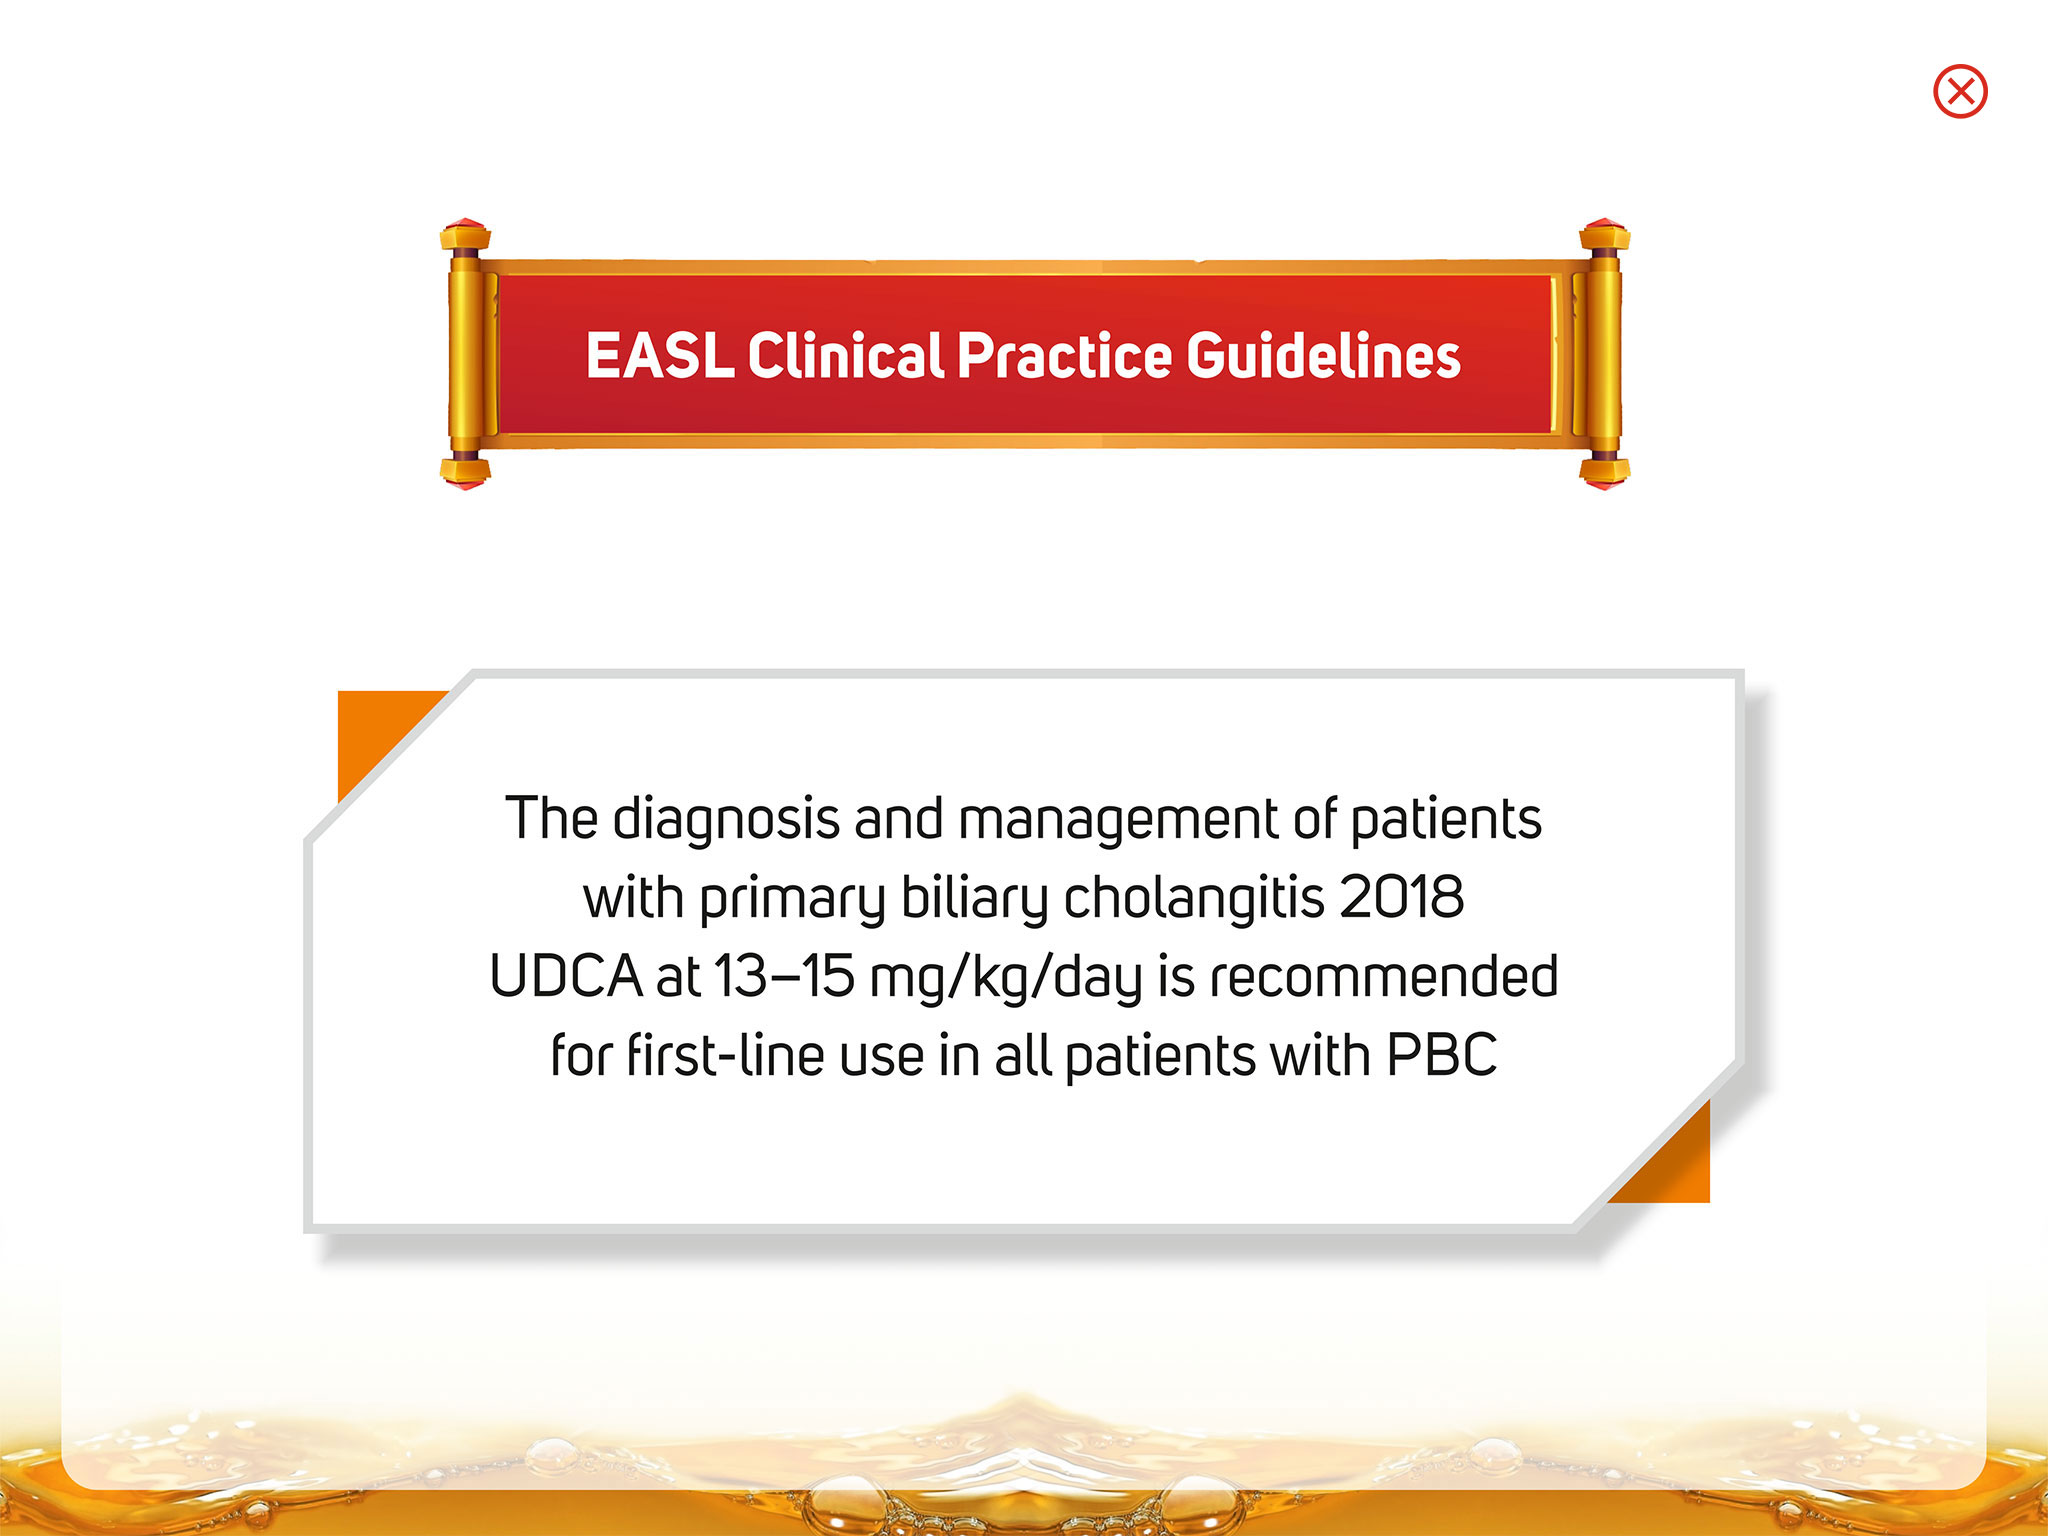 EASL Clinical Practice Guidelines
The diagnosis and management of patients
with primary biliary cholangitis 2018
UDCA at 13–15 mg/kg/day is recommended
for first-line use in all patients with PBC